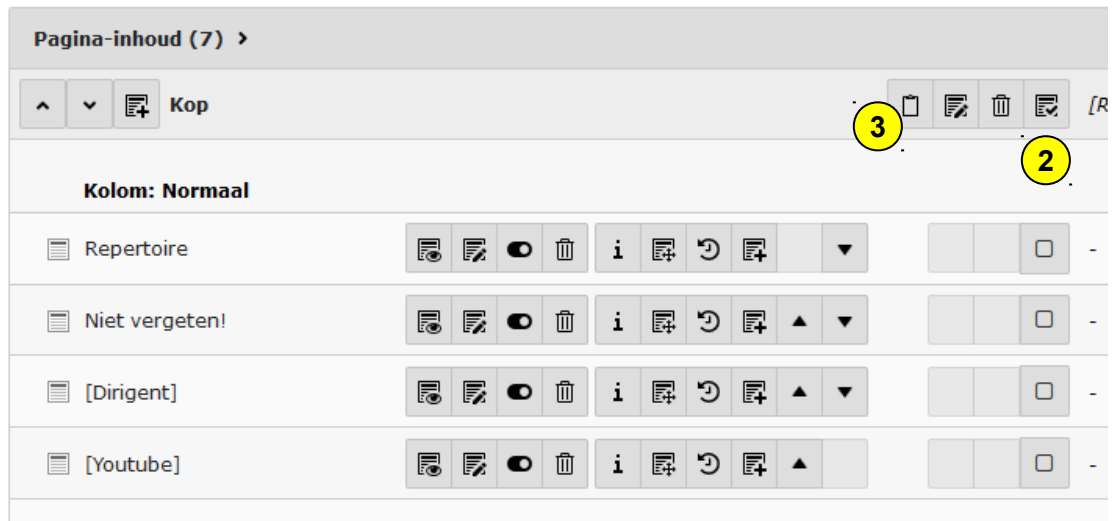 Pagina-inhoud (7)
Kop
[R
3
2
Kolom: Normaal
Repertoire
-
Niet vergeten!
-
[Dirigent]
-
[Youtube]
-